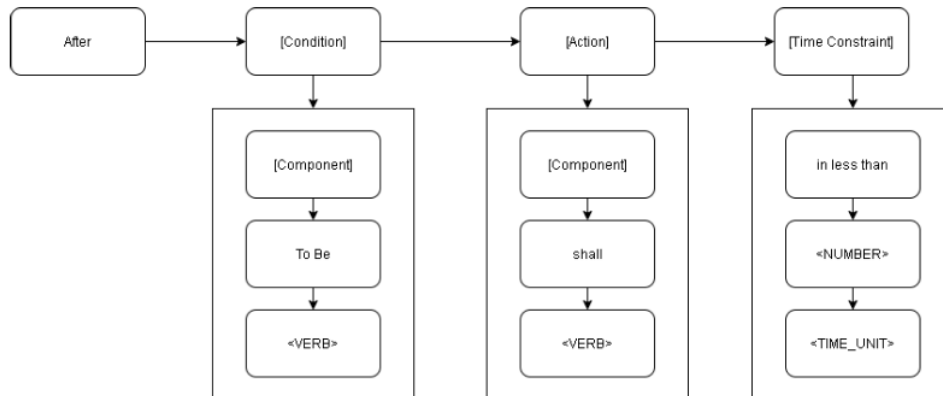 After
[Condition]
[Action]
[Time Constraint]
[Component]
To Be
<VERB>
[Component]
shall
<VERB>
in less than
<NUMBER>
<TIME_UNIT>